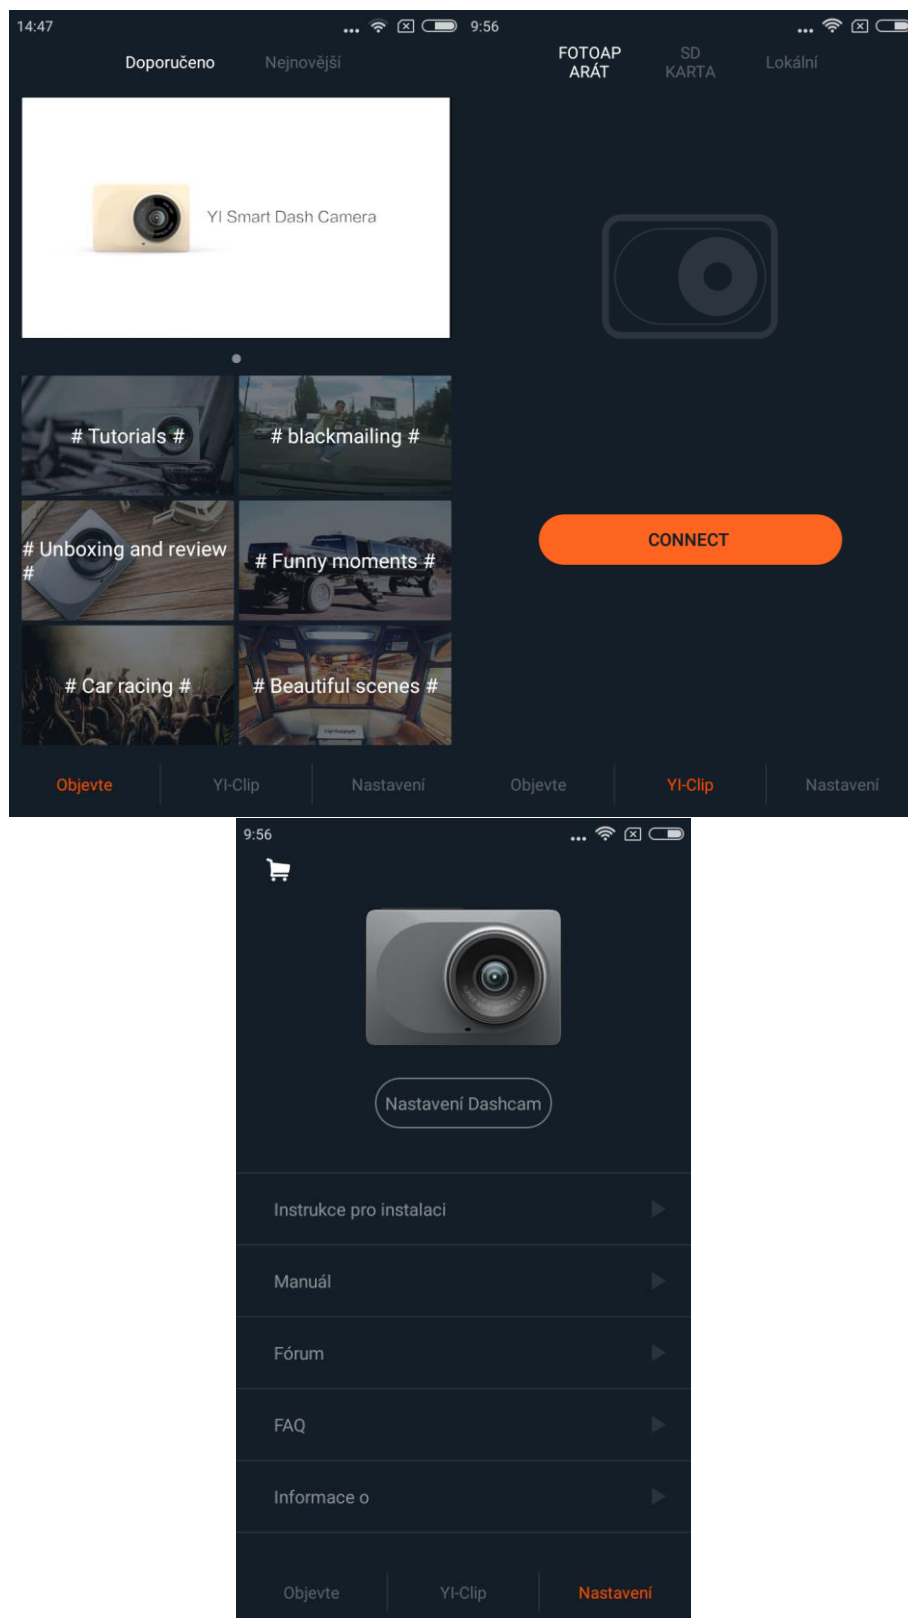 14:47
Doporučeno Nejnovější
YI Smart Dash Camera
# Tutorials # # blackmailing #
# Unboxing and review
#
# Funny moments #
# Car racing # # Beautiful scenes #
Objevte YI-Clip Nastavení
9:56
FOTOAP
ARÁT
SD
KARTA
Lokální
CONNECT
Objevte YI-Clip Nastavení
9:56
Nastavení Dashcam
Instrukce pro instalaci
Manuál
Fórum
FAQ
Informace o
Objevte YI-Clip Nastavení